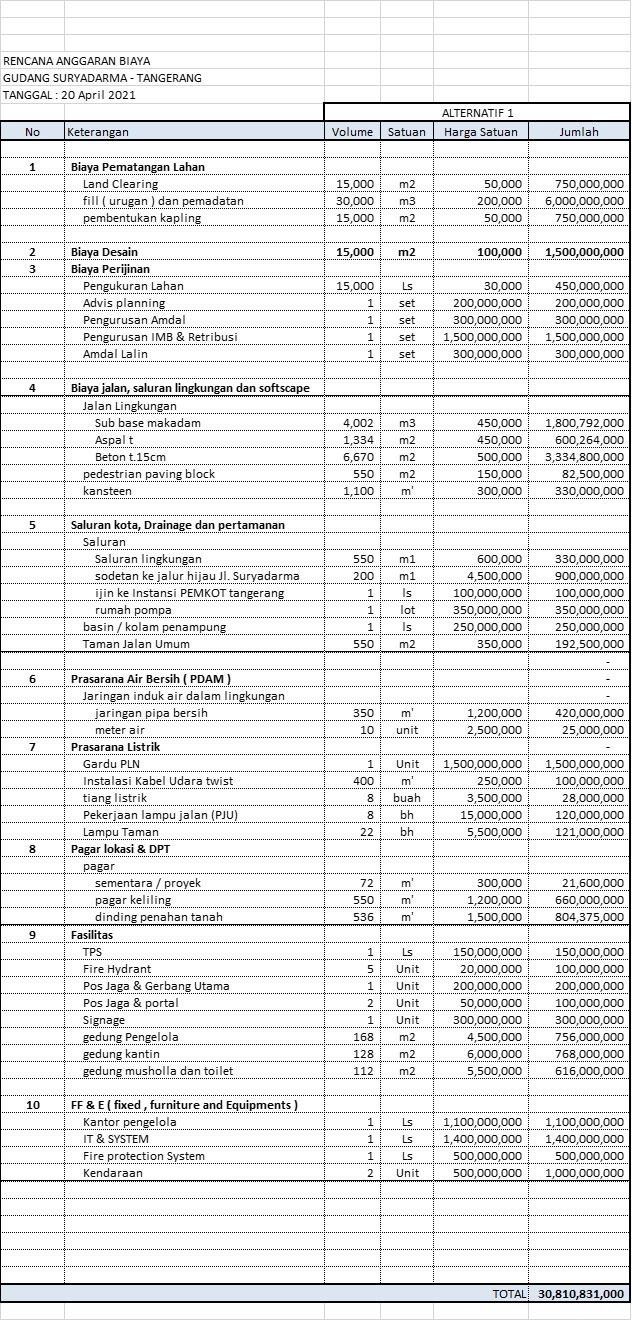 RENCANA ANGGARAN BIAYA
GUDANG SURYADARMA - TANGERANG
TANGGAL : 20 April 2021
ALTERNATIF 1
No Keterangan Volume Satuan Harga Satuan Jumlah
1 Biaya Pematangan Lahan
Land Clearing 15,000 m2 50,000 750,000,000
fill ( urugan ) dan pemadatan 30,000 m3 200,000 6,000,000,000
pembentukan kapling 15,000 m2 50,000 750,000,000
2 Biaya Desain 15,000 m2 100,000 1,500,000,000
3 Biaya Perijinan
Pengukuran Lahan 15,000 Ls 30,000 450,000,000
Advis planning 1 set 200,000,000 200,000,000
Pengurusan Amdal 1 set 300,000,000 300,000,000
Pengurusan IMB & Retribusi 1 set 1,500,000,000 1,500,000,000
Amdal Lalin 1 set 300,000,000 300,000,000
4 Biaya jalan, saluran lingkungan dan softscape
Jalan Lingkungan
Sub base makadam 4,002 m3 450,000 1,800,792,000
Aspal t 1,334 m2 450,000 600,264,000
Beton t.15cm 6,670 m2 500,000 3,334,800,000
pedestrian paving block 550 m2 150,000 82,500,000
kansteen 1,100 m' 300,000 330,000,000
5 Saluran kota, Drainage dan pertamanan
Saluran
Saluran lingkungan 550 m1 600,000 330,000,000
sodetan ke jalur hijau Jl. Suryadarma 200 m1 4,500,000 900,000,000
ijin ke Instansi PEMKOT tangerang 1 ls 100,000,000 100,000,000
rumah pompa 1 lot 350,000,000 350,000,000
basin / kolam penampung 1 ls 250,000,000 250,000,000
Taman Jalan Umum 550 m2 350,000 192,500,000
-
6 Prasarana Air Bersih ( PDAM ) -
Jaringan induk air dalam lingkungan -
jaringan pipa bersih 350 m' 1,200,000 420,000,000
meter air 10 unit 2,500,000 25,000,000
7 Prasarana Listrik -
Gardu PLN 1 Unit 1,500,000,000 1,500,000,000
Instalasi Kabel Udara twist 400 m' 250,000 100,000,000
tiang listrik 8 buah 3,500,000 28,000,000
Pekerjaan lampu jalan (PJU) 8 bh 15,000,000 120,000,000
Lampu Taman 22 bh 5,500,000 121,000,000
8 Pagar lokasi & DPT
pagar
sementara / proyek 72 m' 300,000 21,600,000
pagar keliling 550 m' 1,200,000 660,000,000
dinding penahan tanah 536 m' 1,500,000 804,375,000
9 Fasilitas
TPS 1 Ls 150,000,000 150,000,000
Fire Hydrant 5 Unit 20,000,000 100,000,000
Pos Jaga & Gerbang Utama 1 Unit 200,000,000 200,000,000
Pos Jaga & portal 2 Unit 50,000,000 100,000,000
Signage 1 Unit 300,000,000 300,000,000
gedung Pengelola 168 m2 4,500,000 756,000,000
gedung kantin 128 m2 6,000,000 768,000,000
gedung musholla dan toilet 112 m2 5,500,000 616,000,000
10 FF & E ( fixed , furniture and Equipments )
Kantor pengelola 1 Ls 1,100,000,000 1,100,000,000
IT & SYSTEM 1 Ls 1,400,000,000 1,400,000,000
Fire protection System 1 Ls 500,000,000 500,000,000
Kendaraan 2 Unit 500,000,000 1,000,000,000
TOTAL 30,810,831,000